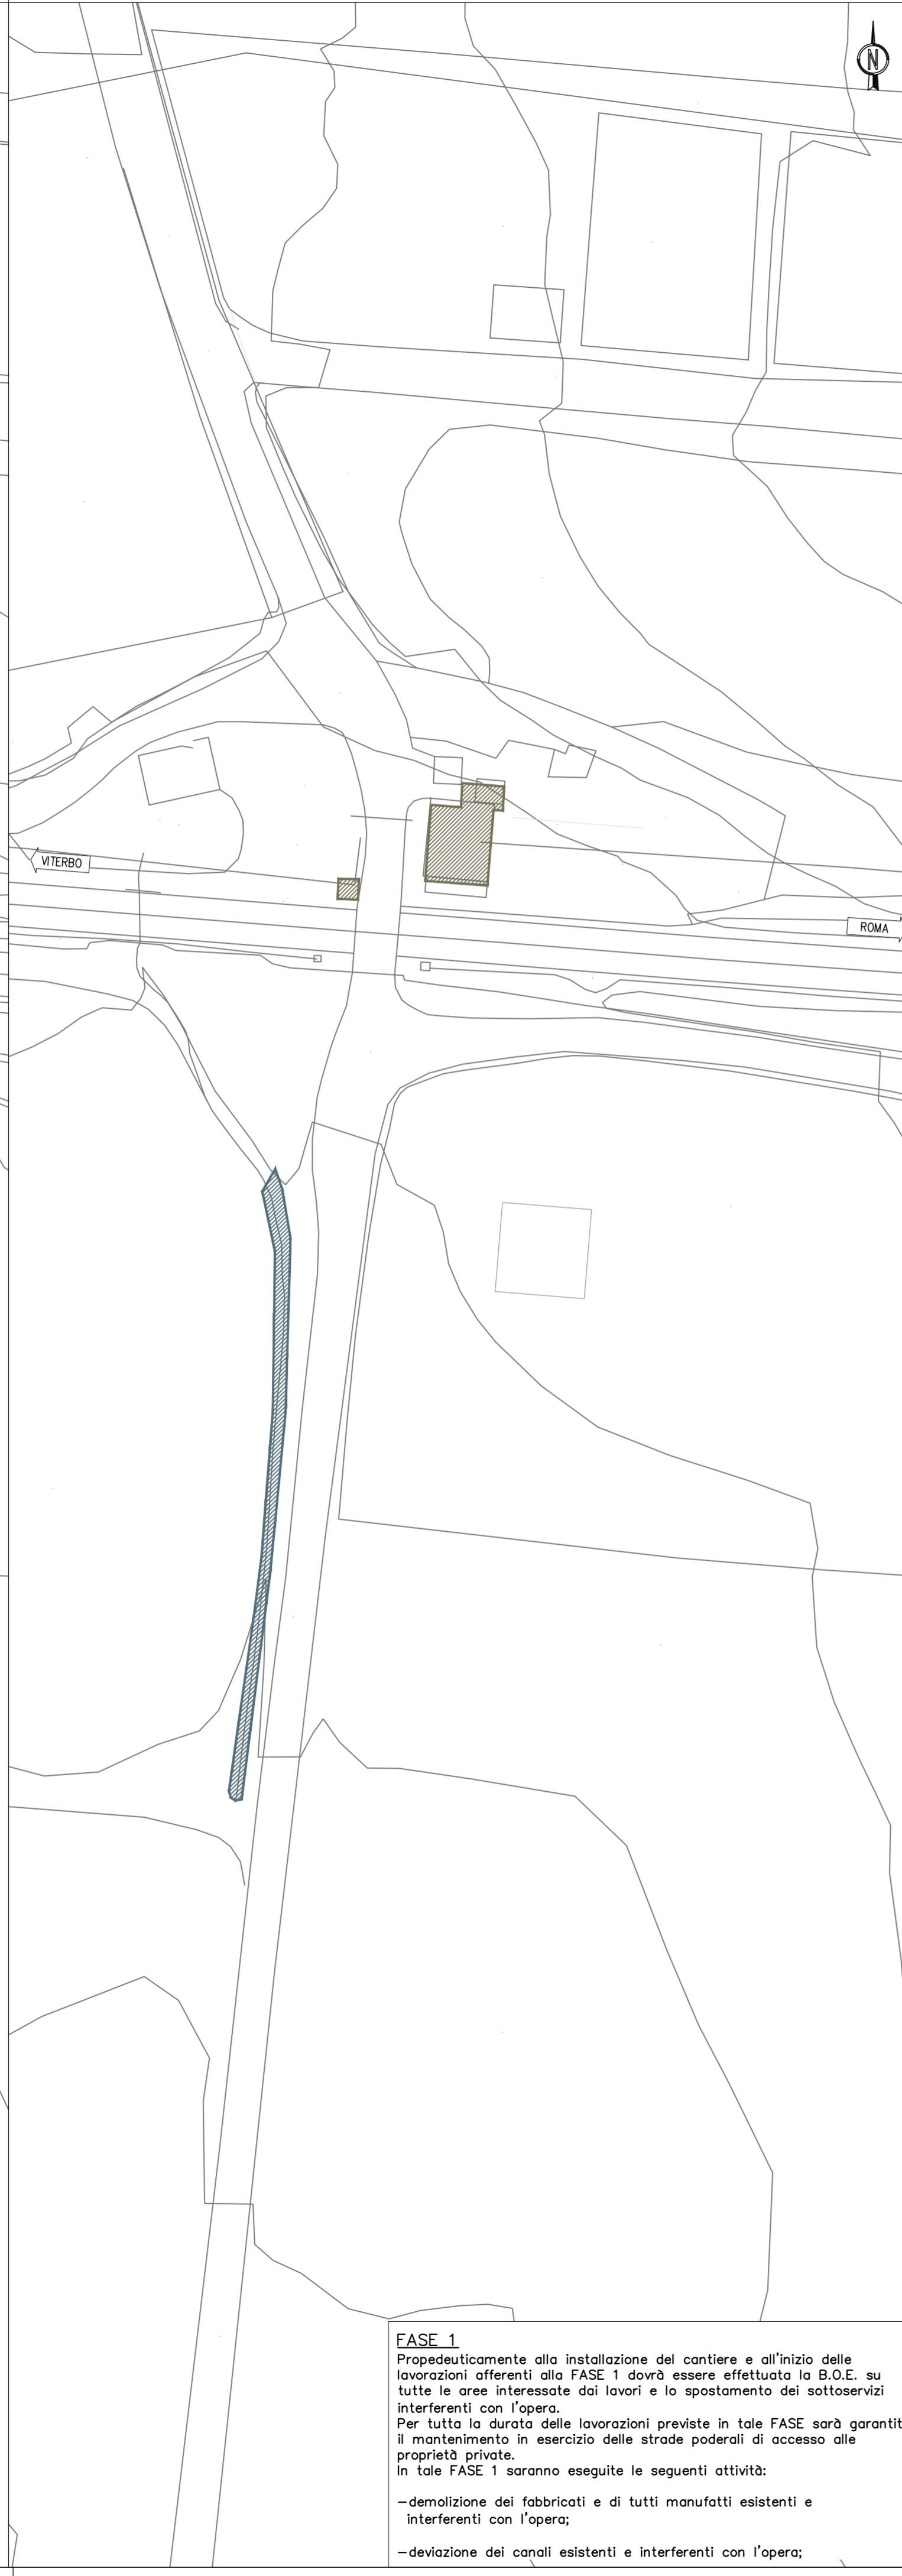 N
VITERBO
ROMA
FASE 1
Propedeuticamente alla installazione del cantiere e all'inizio delle
lavorazioni afferenti alla FASE 1 dovrà essere effettuata la B.O.E. su
tutte le aree interessate dai lavori e lo spostamento dei sottoservizi
interferenti con l'opera.
Per tutta la durata delle lavorazioni previste in tale FASE sarà garantit
il mantenimento in esercizio delle strade poderali di accesso alle
proprietà private.
In tale FASE 1 saranno eseguite le seguenti attività:
–demolizione dei fabbricati e di tutti manufatti esistenti e
interferenti con l'opera;
–deviazione dei canali esistenti e interferenti con l'opera;